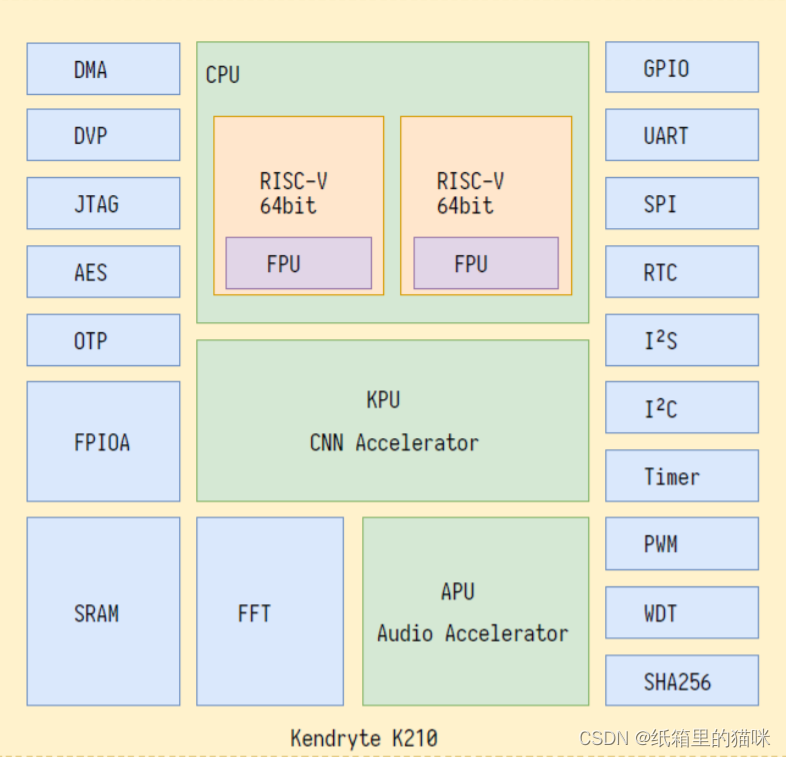 DMA
DVP
JTAG
AES
OTP
FPIOA
SRAM
CPU
RISC-V
64bit
FPU
RISC-V
64bit
FPU
KPU
CNN Accelerator
FFT
APU
Audio Accelerator
GPIO
UART
SPI
RTC
I²S
I²C
Timer
PWM
WDT
SHA256
Kendryte K210
CSDN @纸箱里的猫咪